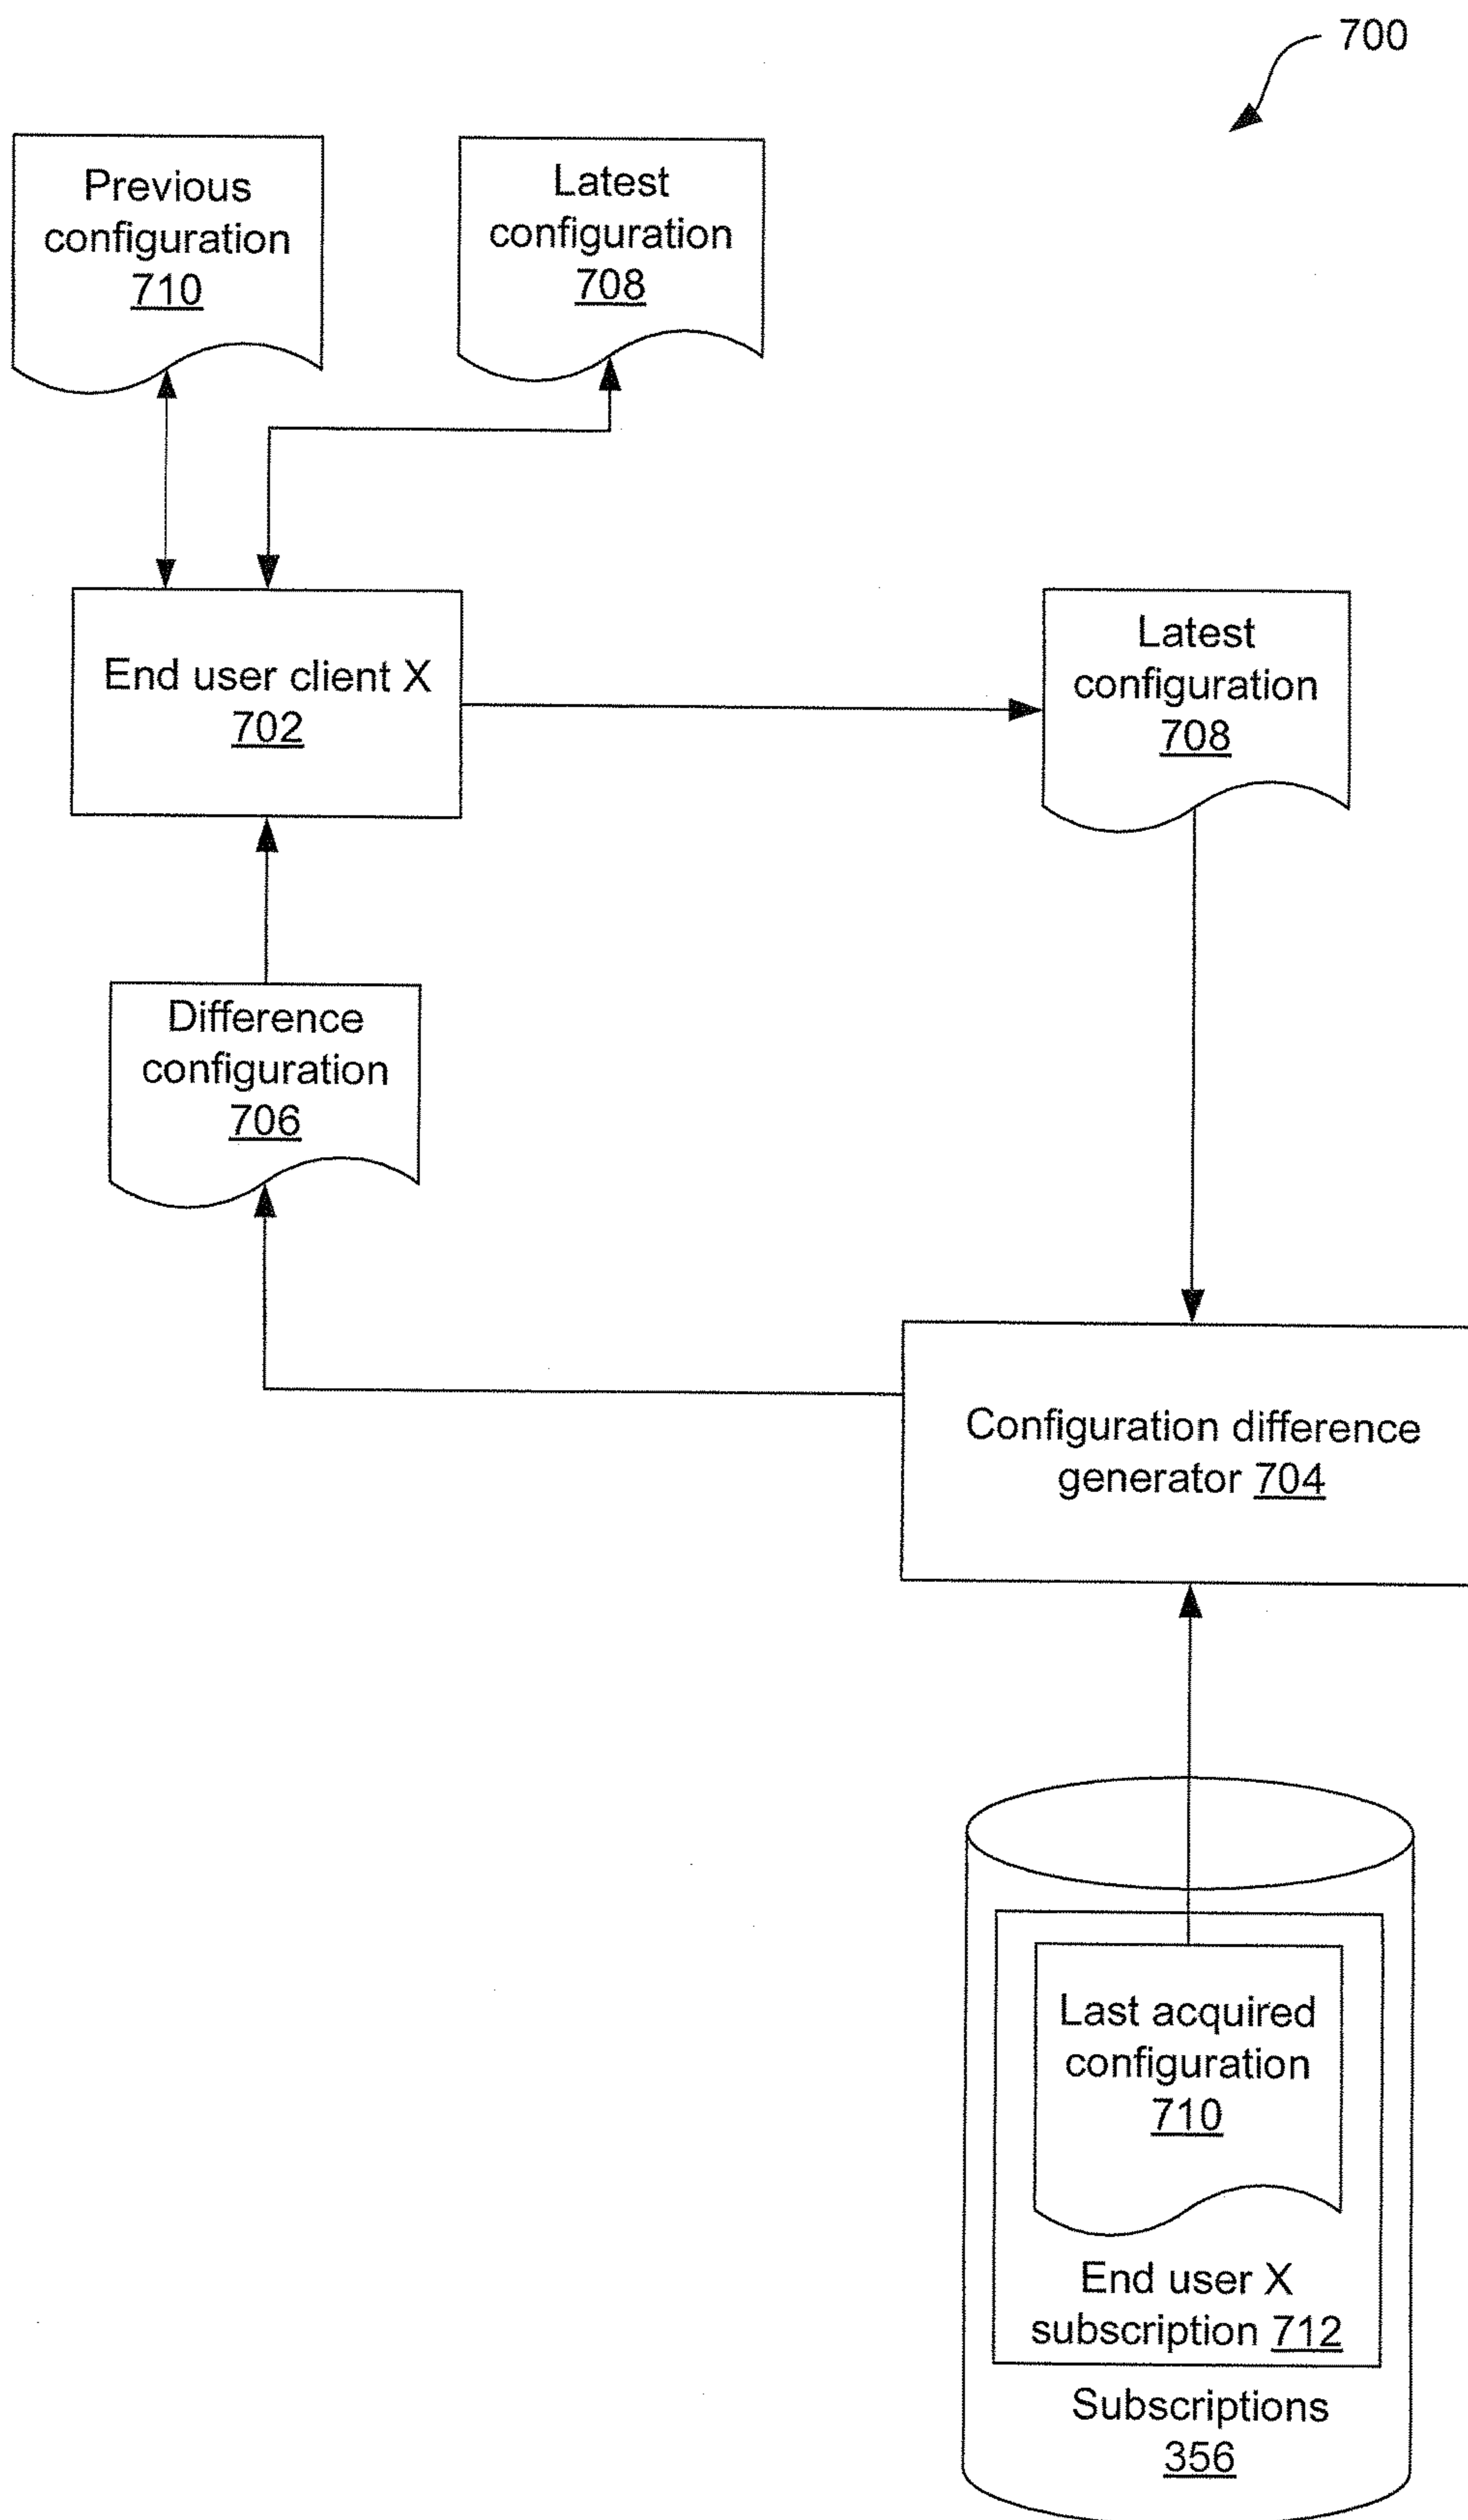 700
Previous
configuration
710
Latest
configuration
708
End user client X
702
Latest
configuration
708
Difference
configuration
706
Configuration difference
generator 704
Last acquired
configuration
710
End user X
subscription 712
Subscriptions
356